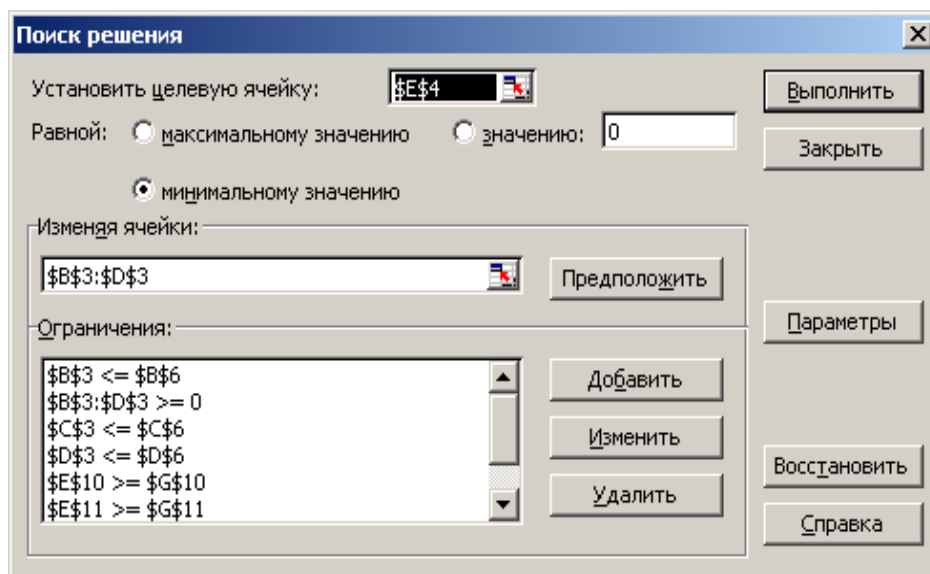 Поиск решения
Установить целевую ячейку: $E$4 Выполнить
Равной: максимальному значению значению: 0 Закрыть
минимальному значению
Изменяя ячейки:
$B$3:$D$3 Предположить
Ограничения: Параметры
$B$3 <= $B$6 Добавить
$B$3:$D$3 >= 0
$C$3 <= $C$6 Изменить
$D$3 <= $D$6 Восстановить
$E$10 >= $G$10 Удалить
$E$11 >= $G$11 Справка